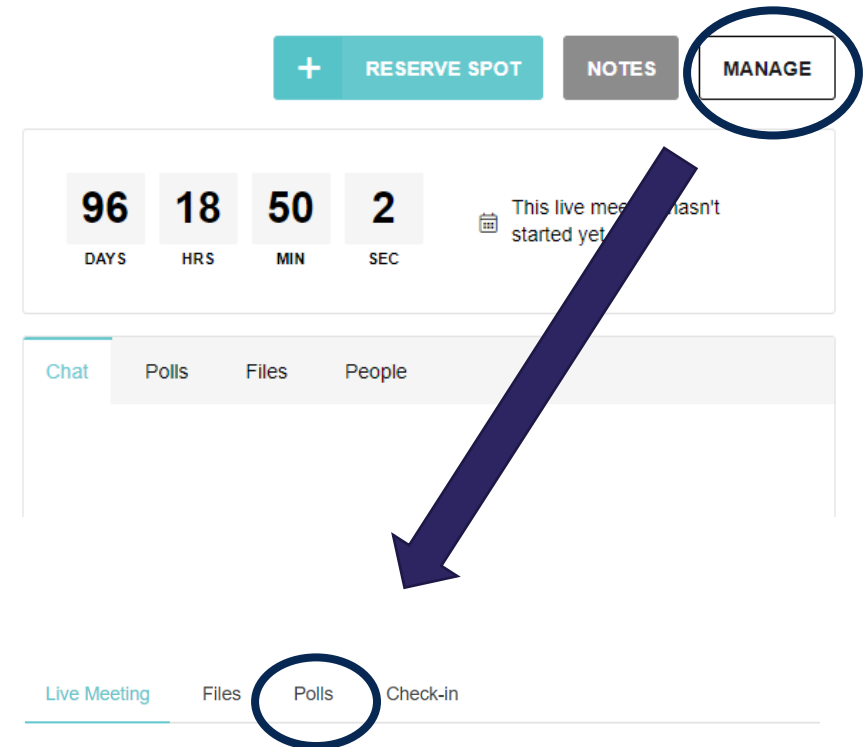 + RESERVE SPOT NOTES MANAGE
96 18 50 2
DAYS HRS MIN SEC
This live hasn't
started yet
Chat Polls Files People
Live Meeting Files Polls Check-in